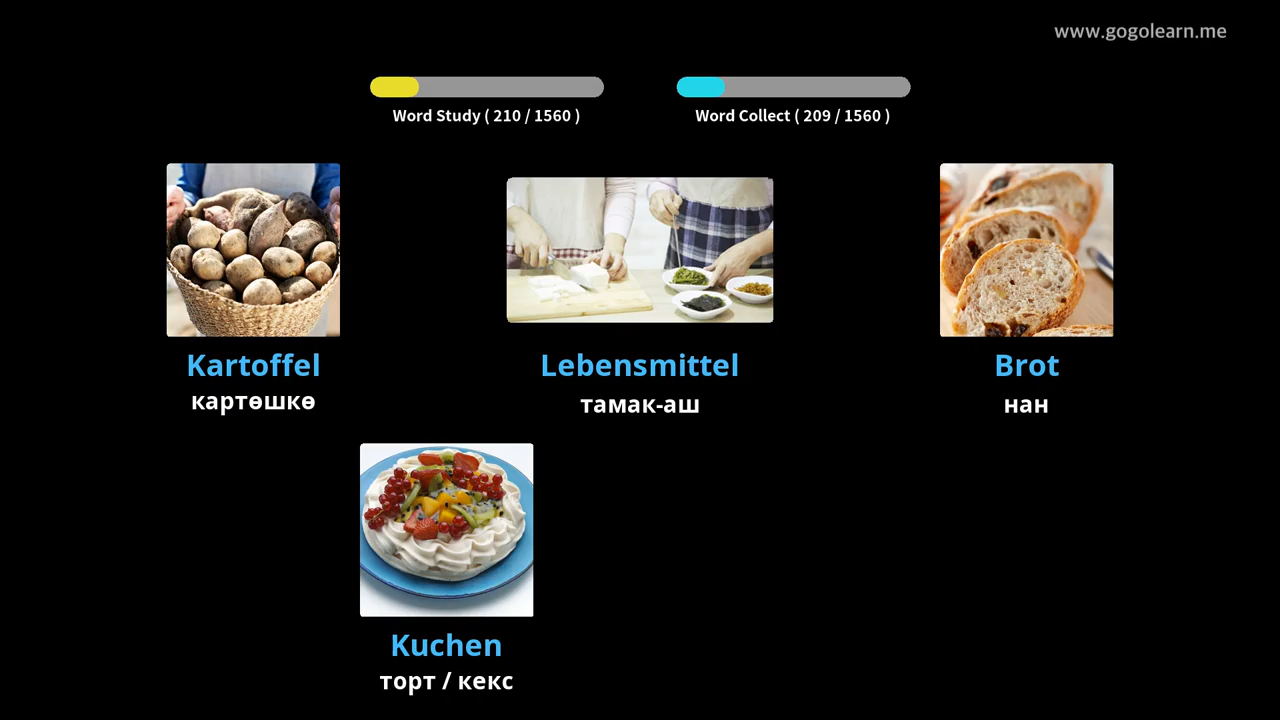 www.gogolearn.me
Word Study ( 210 / 1560 )
Word Collect ( 209 / 1560 )
Kartoffel
картөшкө
Lebensmittel
тамак-аш
Brot
нан
Kuchen
торт / кекс